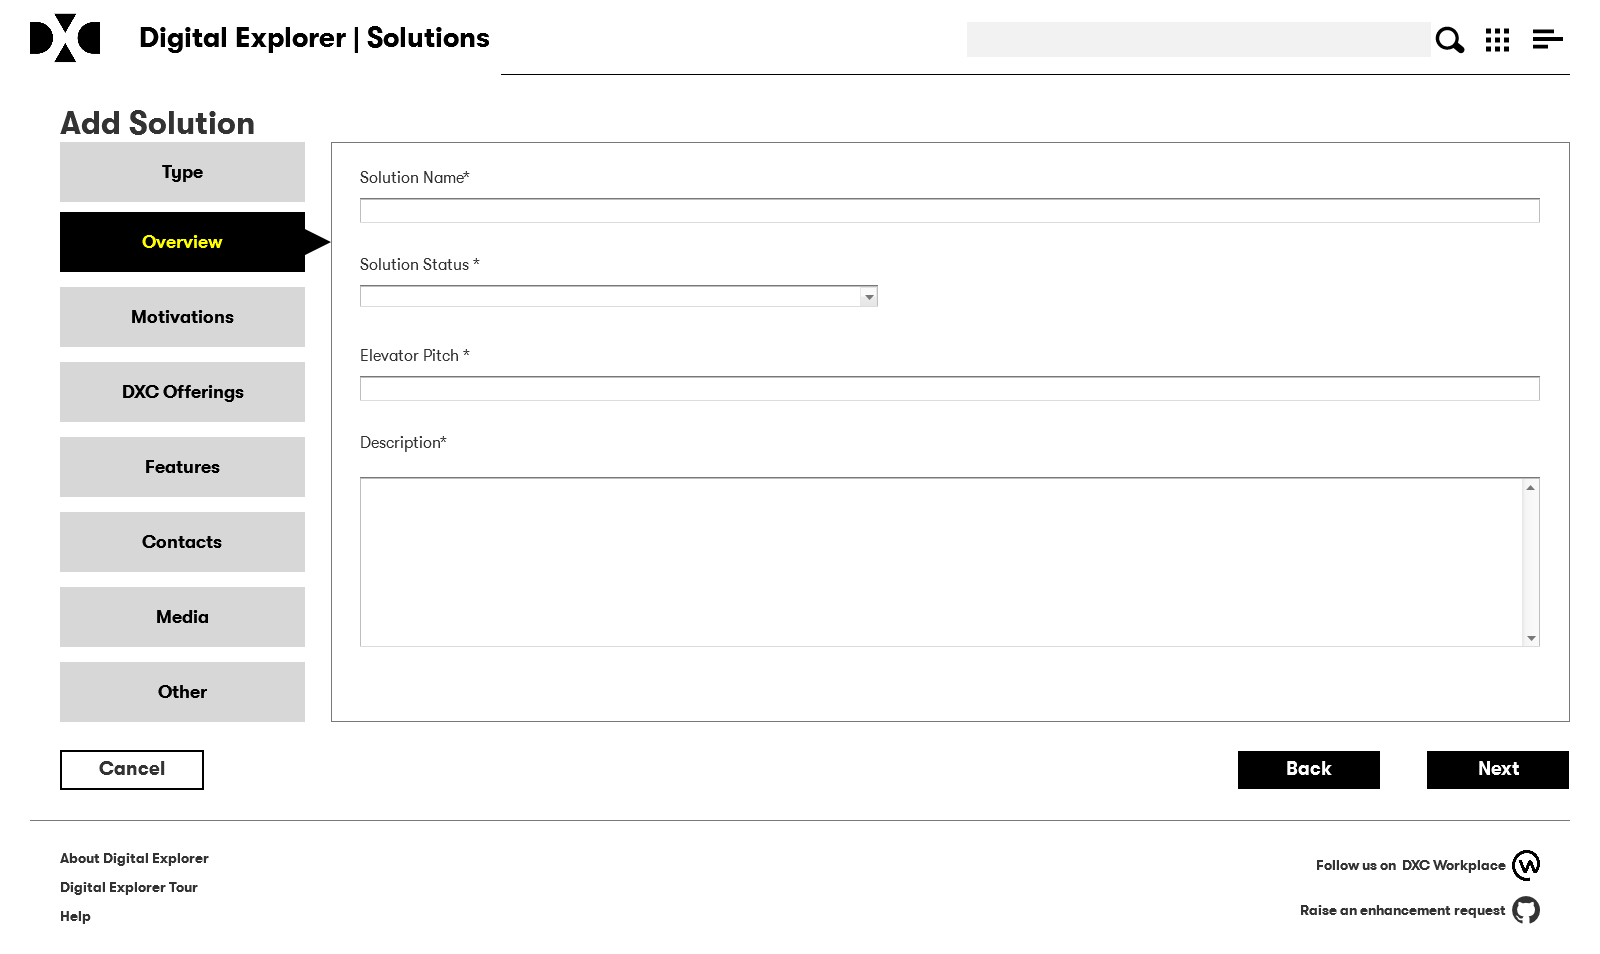 DXC
Digital Explorer | Solutions
Add Solution
Type
Overview
Motivations
DXC Offerings
Features
Contacts
Media
Other
Solution Name*
Solution Status *
Elevator Pitch *
Description*
Cancel
Back
Next
About Digital Explorer
Digital Explorer Tour
Help
Follow us on DXC Workplace
Raise an enhancement request